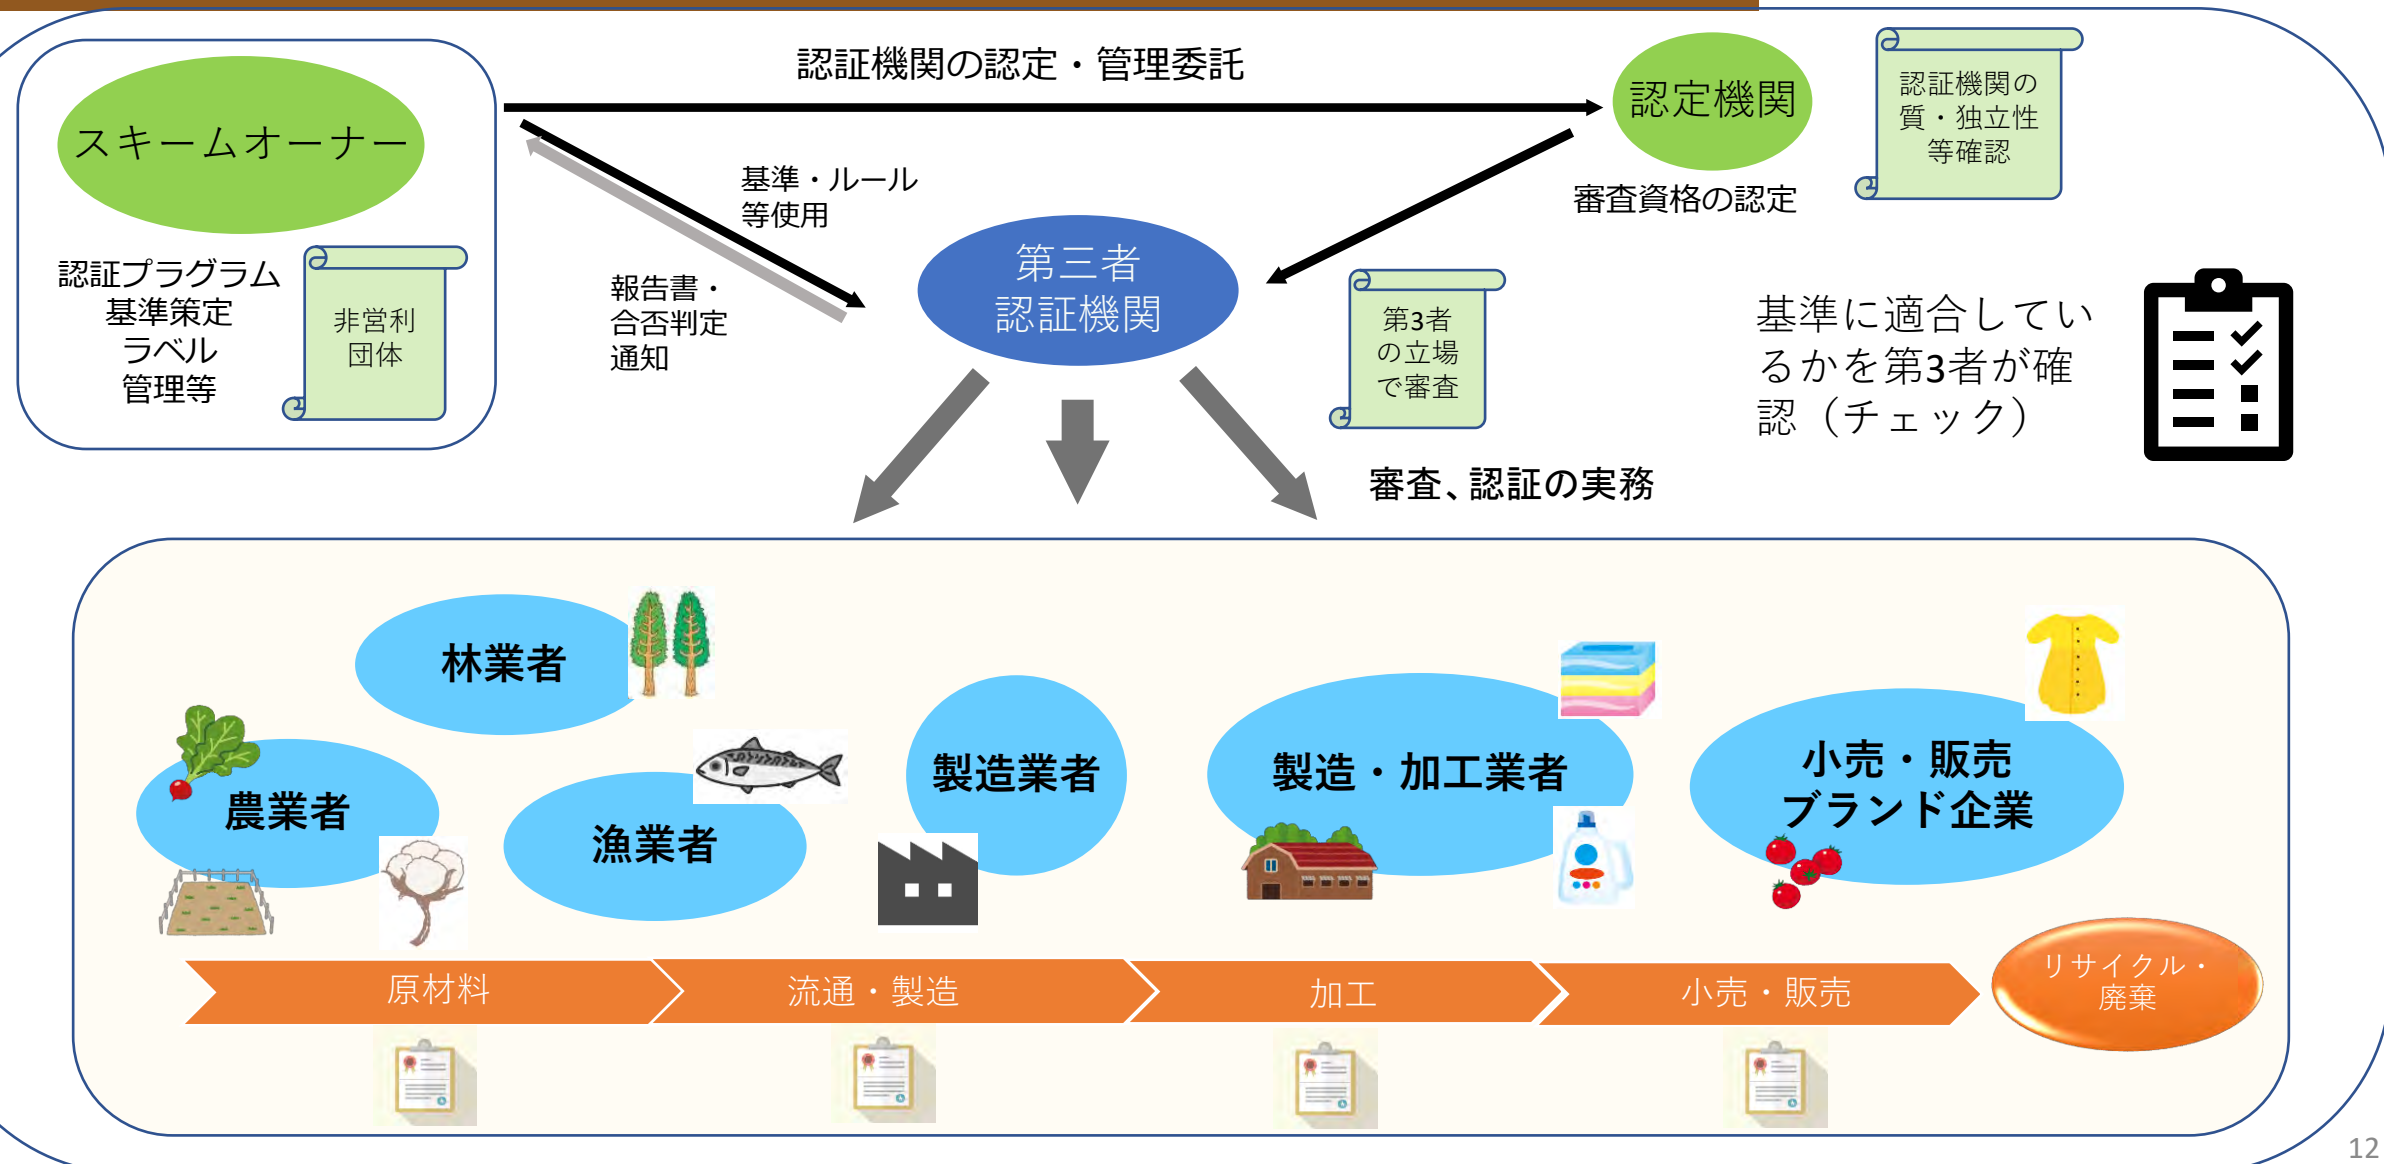 認証機関の認定・管理委託
スキームオーナー
認定機関
認証機関の
質・独立性
等確認
基準・ルール
等使用
審査資格の認定
認証プラグラム
基準策定
ラベル
管理等
非営利
団体
報告書・
合否判定
通知
第三者
認証機関
第3者
の立場
で審査
基準に適合してい
るかを第3者が確
認（チェック）
審査、認証の実務
林業者
農業者
漁業者
製造業者
製造・加工業者
小売・販売
ブランド企業
原材料
流通・製造
加工
小売・販売
リサイクル・
廃棄
12